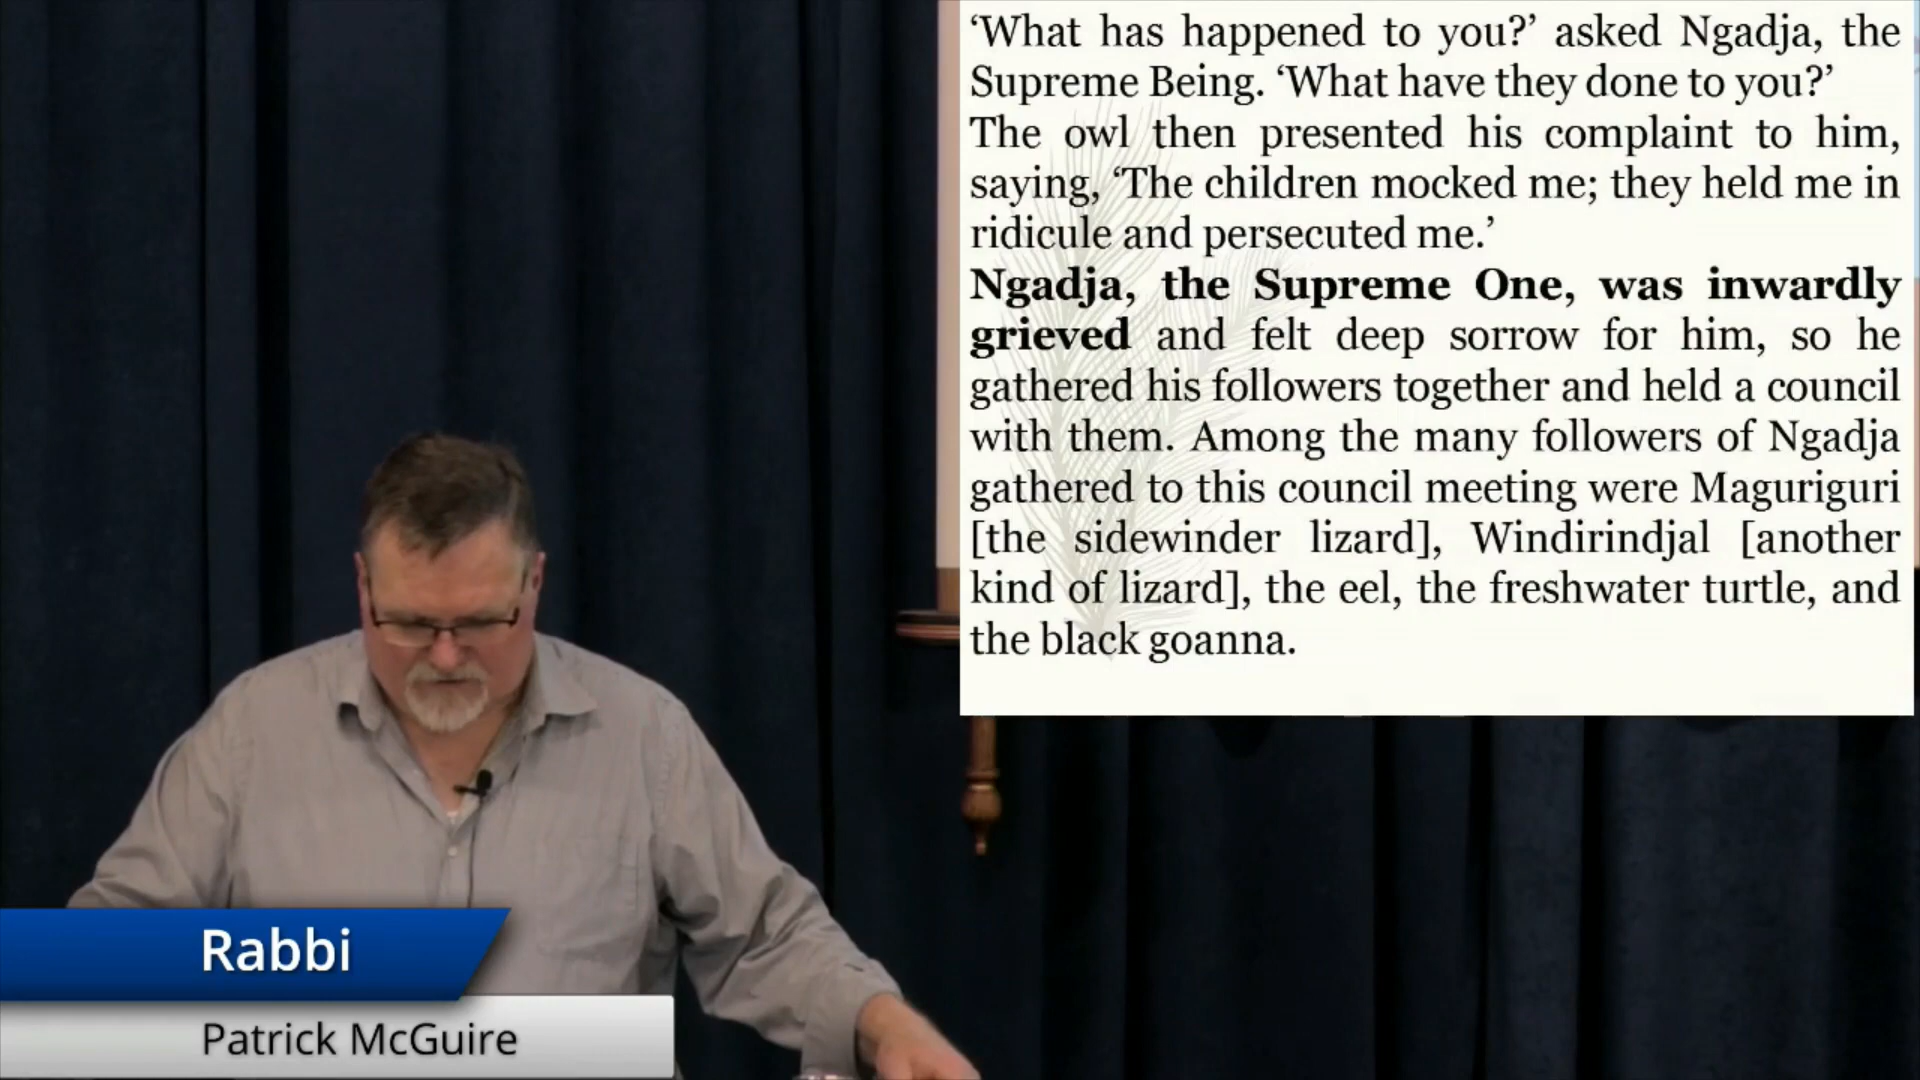 ‘What has happened to you?’ asked Ngadja, the
Supreme Being. ‘What have they done to you?’
The owl then presented his complaint to him,
saying, ‘The children mocked me; they held me in
ridicule and persecuted me.’
Ngadja, the Supreme One, was inwardly
grieved and felt deep sorrow for him, so he
gathered his followers together and held a council
with them. Among the many followers of Ngadja
gathered to this council meeting were Maguriguri
[the sidewinder lizard], Windirindjal [another
kind of lizard], the eel, the freshwater turtle, and
the black goanna.
Rabbi
Patrick McGuire